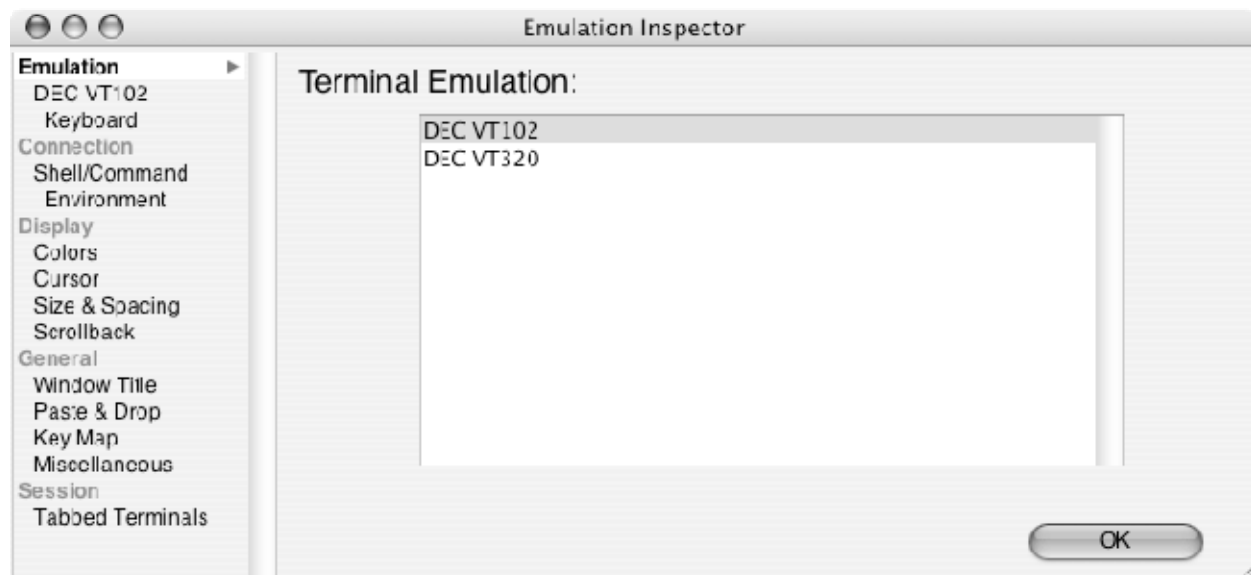 Emulation Inspector
Emulation
DEC VT102
Keyboard
Connection
Shell/Command
Environment
Display
Colors
Cursor
Size & Spacing
Scrollback
General
Window Title
Paste & Drop
Key Map
Miscellaneous
Session
Tabbed Terminals
Terminal Emulation:
DEC VT102
DEC VT320
OK